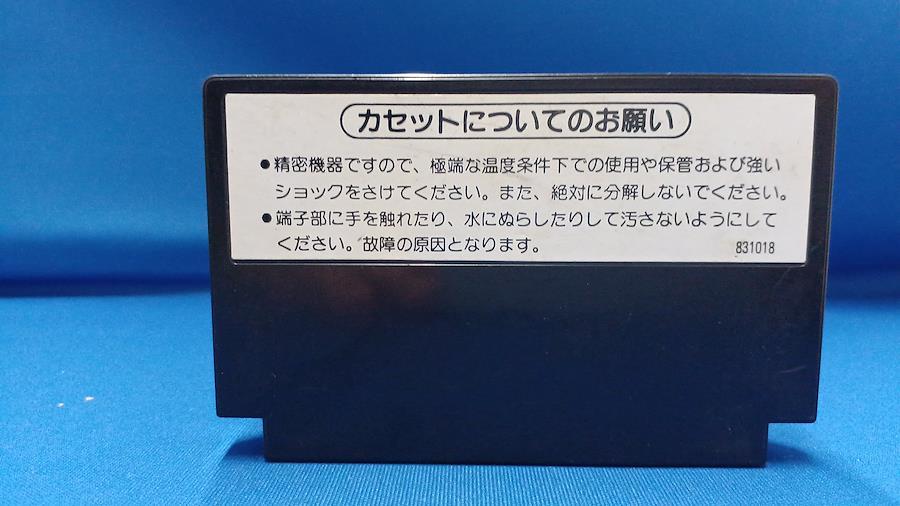 カセットについてのお願い
●精密機器ですので、極端な温度条件下での使用や保管および強い
ショックをさけてください。また、絶対に分解しないでください。
●端子部に手を触れたり、水にぬらしたりして汚さないようにして
ください。故障の原因となります。
831018